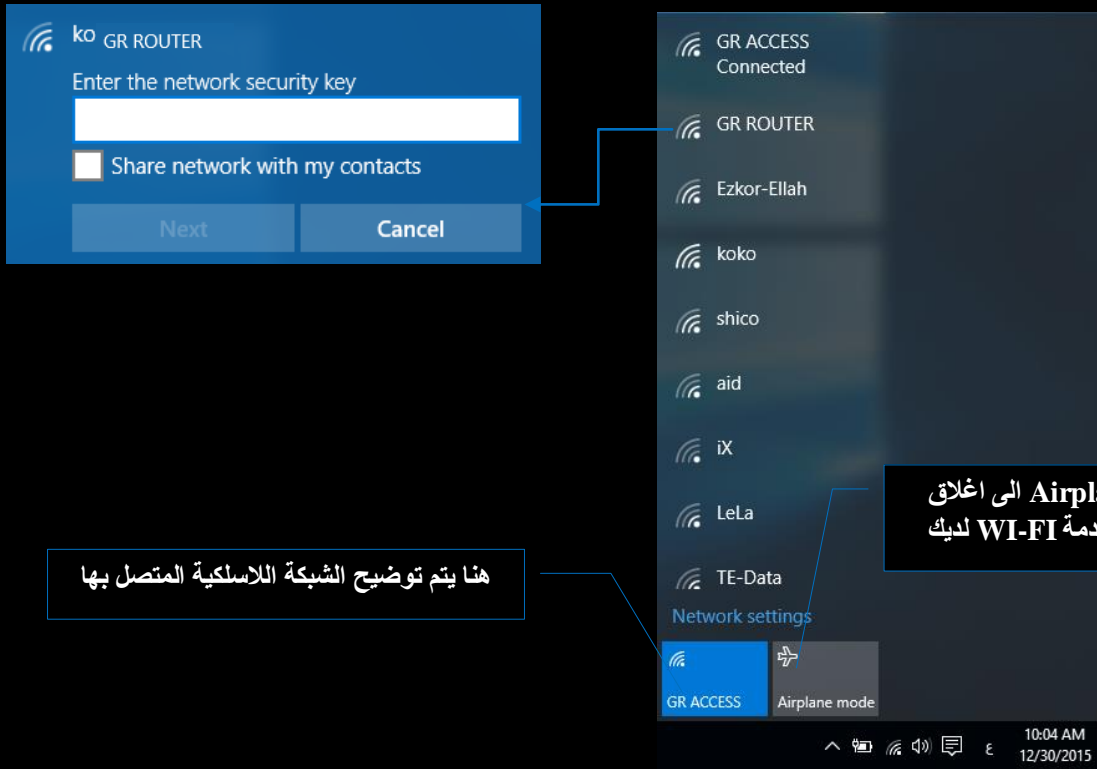 ko GR ROUTER
Enter the network security key
Share network with my contacts
Next
Cancel
GR ACCESS
Connected
GR ROUTER
Ezkor-Ellah
koko
shico
aid
iX
LeLa
TE-Data
Network settings
GR ACCESS
Airplane mode
الى اغلاق
WI-FI لديك
هنا يتم توضيح الشبكة اللاسلكية المتصل بها
ع
10:04 AM
12/30/2015